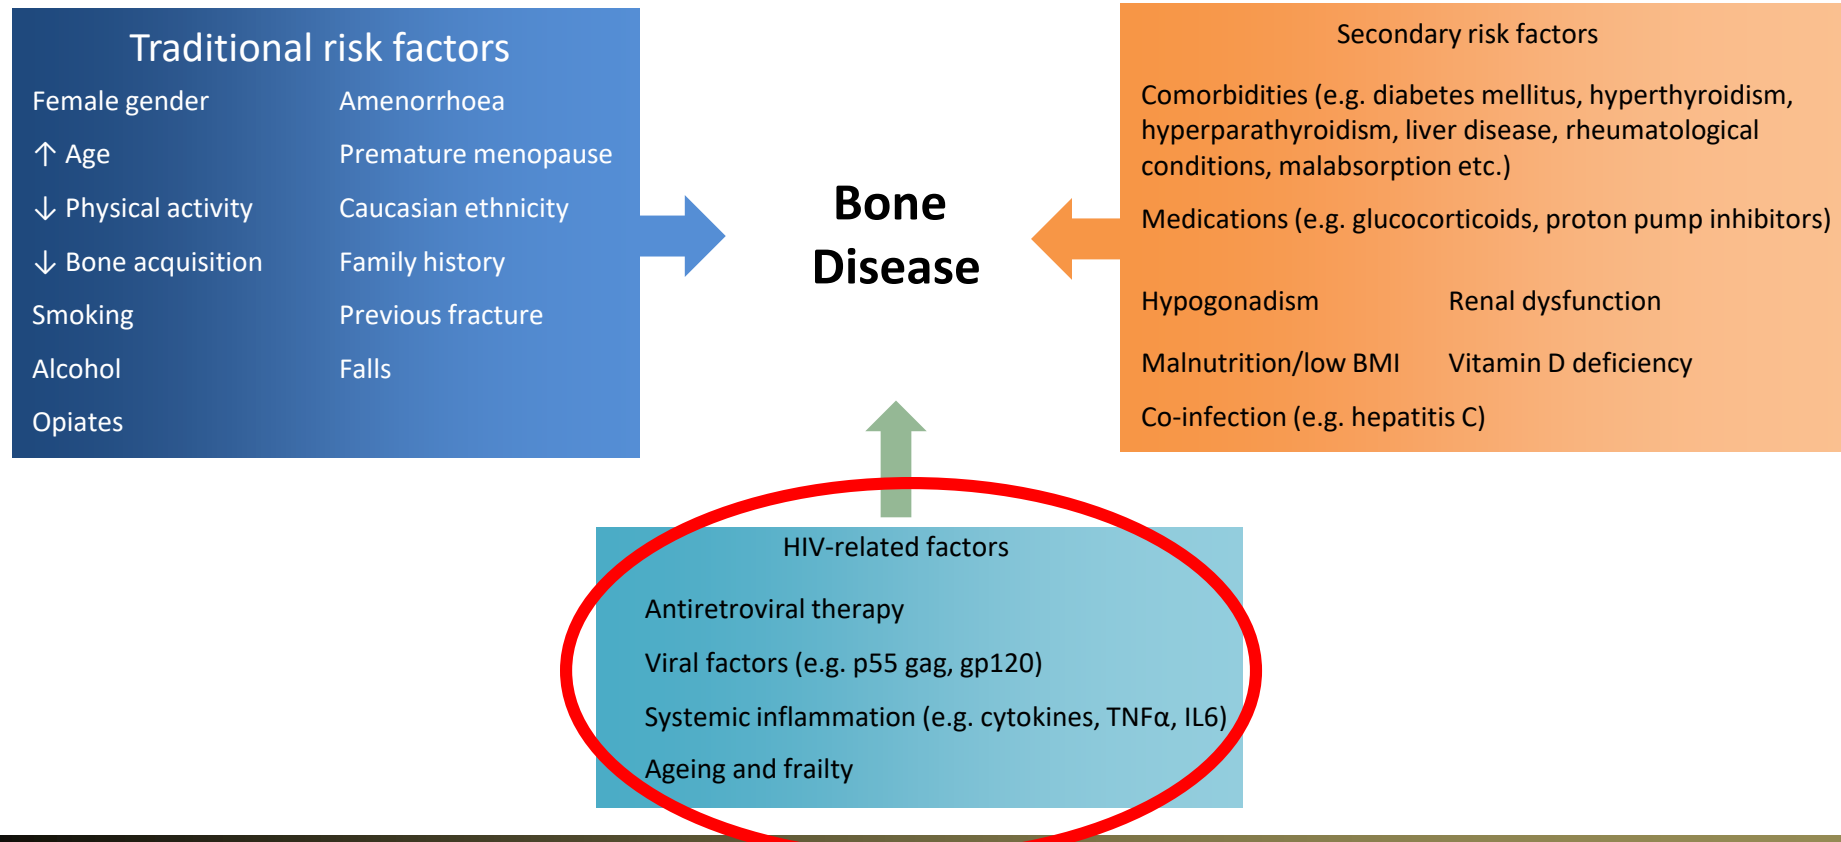 Traditional risk factors
Female gender
↑ Age
↓ Physical activity
↓ Bone acquisition
Smoking
Alcohol
Opiates
Amenorrhoea
Premature menopause
Caucasian ethnicity
Family history
Previous fracture
Falls
Bone
Disease
Secondary risk factors
Comorbidities (e.g. diabetes mellitus, hyperthyroidism,
hyperparathyroidism, liver disease, rheumatological
conditions, malabsorption etc.)
Medications (e.g. glucocorticoids, proton pump inhibitors)
Hypogonadism
Renal dysfunction
Malnutrition/low BMI
Vitamin D deficiency
Co-infection (e.g. hepatitis C)
HIV-related factors
Antiretroviral therapy
Viral factors (e.g. p55 gag, gp120)
Systemic inflammation (e.g. cytokines, TNFα, IL6)
Ageing and frailty